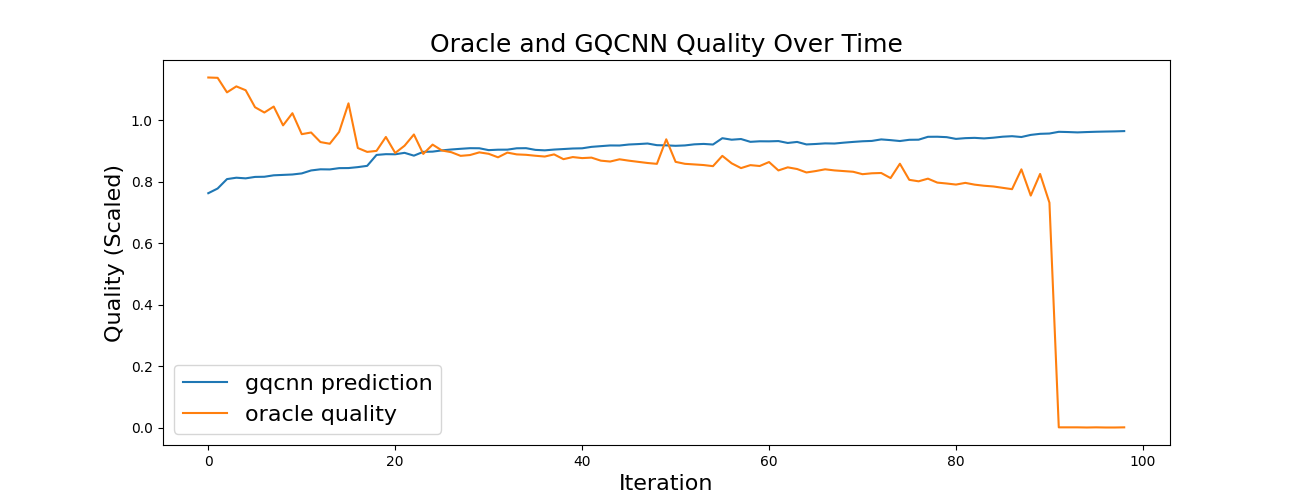 Oracle and GQCNN Quality Over Time
Quality (Scaled)
1.0
0.8
0.6
0.4
0.2
0.0
gqcnn prediction
oracle quality
0 20 40 60 80 100
Iteration